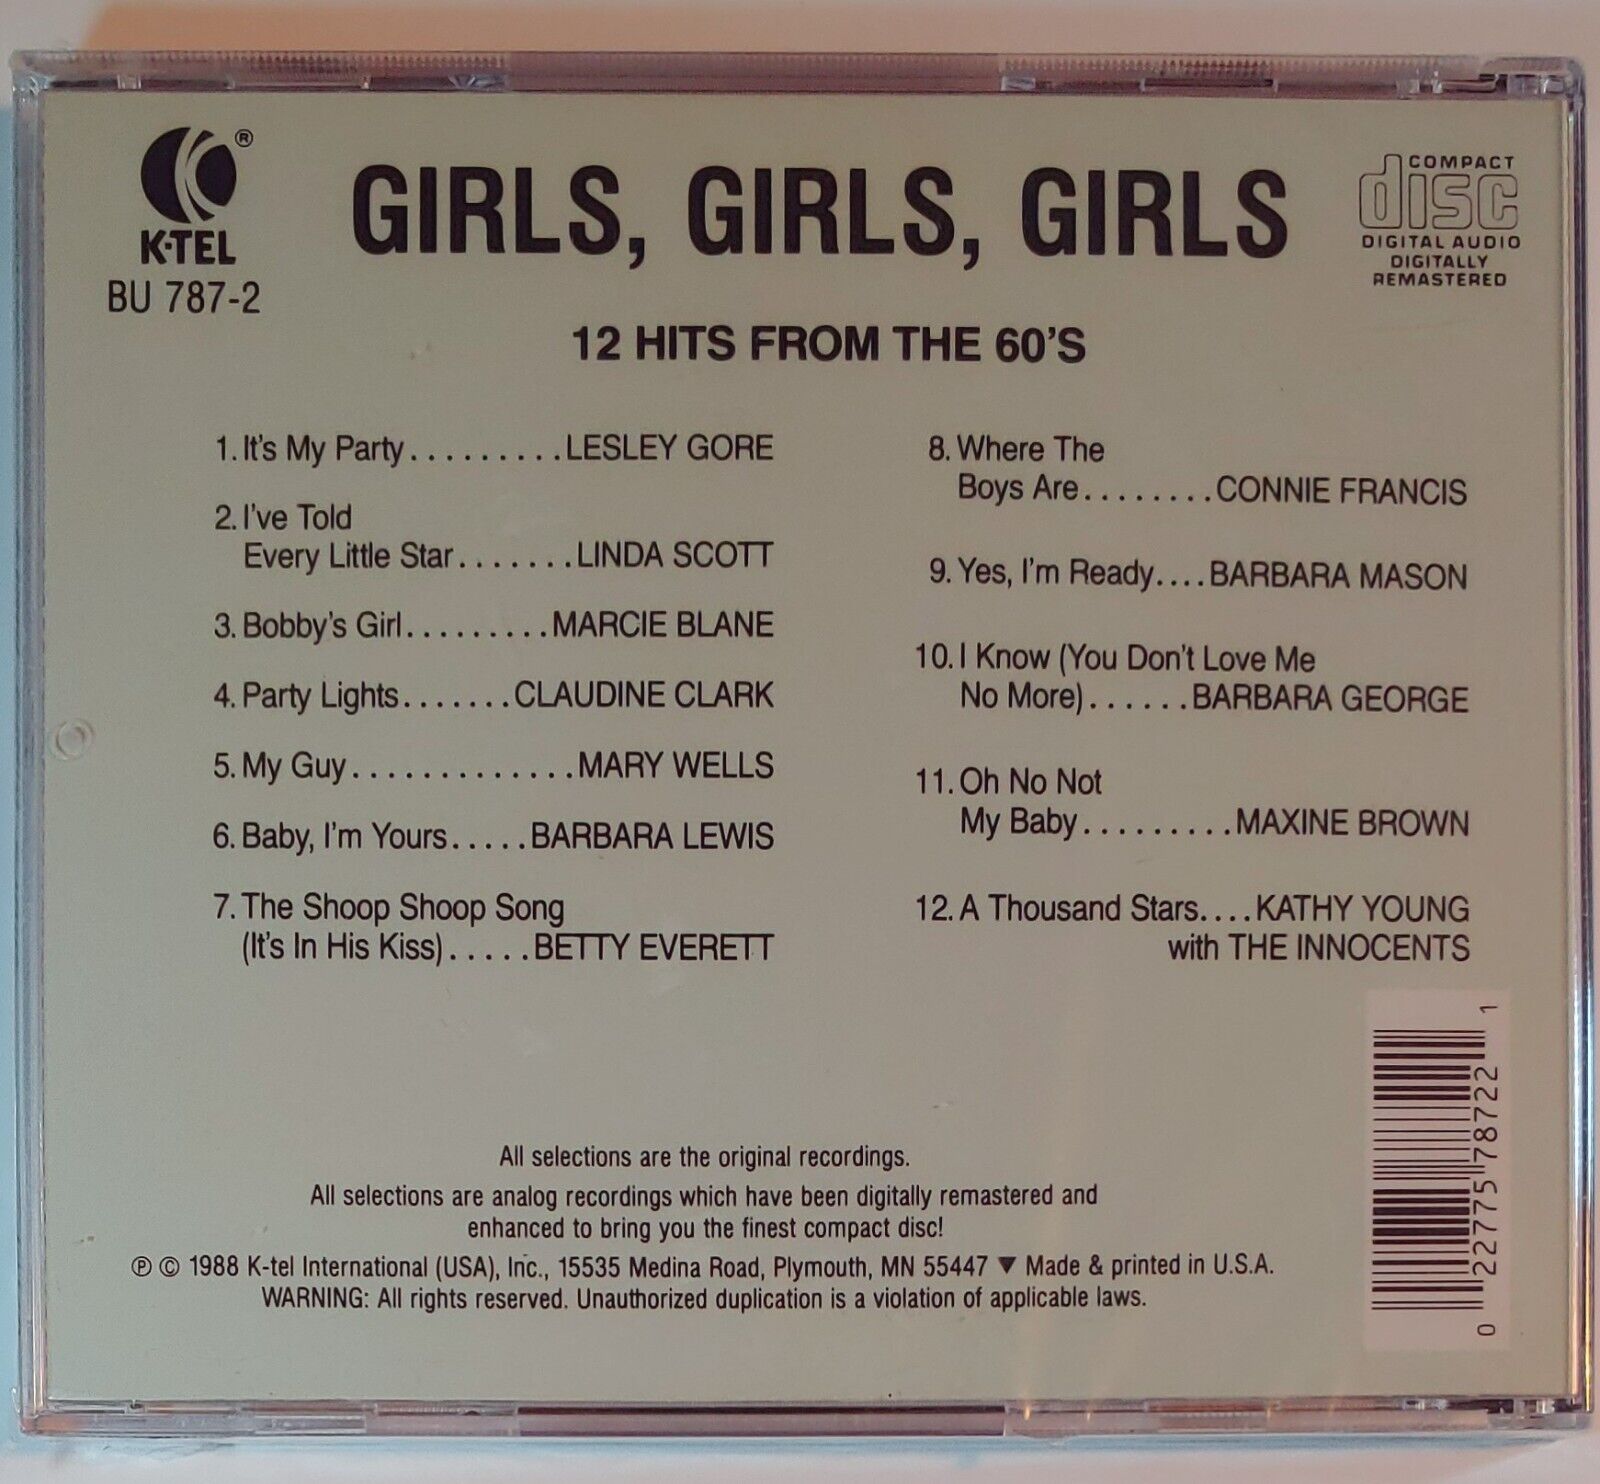 K-TEL ®
BU 787-2
GIRLS, GIRLS, GIRLS
COMPACT
disc
DIGITAL AUDIO
DIGITALLY
REMASTERED
12 HITS FROM THE 60'S
1. It's My Party.........LESLEY GORE
2. I've Told
Every Little Star.......LINDA SCOTT
3. Bobby's Girl.........MARCIE BLANE
4. Party Lights.......CLAUDINE CLARK
5. My Guy.............MARY WELLS
6. Baby, I'm Yours.....BARBARA LEWIS
7. The Shoop Shoop Song
(It's In His Kiss).....BETTY EVERETT
8. Where The
Boys Are........CONNIE FRANCIS
9. Yes, I'm Ready....BARBARA MASON
10. I Know (You Don't Love Me
No More)......BARBARA GEORGE
11. Oh No Not
My Baby.........MAXINE BROWN
12. A Thousand Stars....KATHY YOUNG
with THE INNOCENTS
All selections are the original recordings.
All selections are analog recordings which have been digitally remastered and
enhanced to bring you the finest compact disc!
℗ © 1988 K-tel International (USA), Inc., 15535 Medina Road, Plymouth, MN 55447 ▼ Made & printed in U.S.A.
WARNING: All rights reserved. Unauthorized duplication is a violation of applicable laws.
0 22775 78722 1